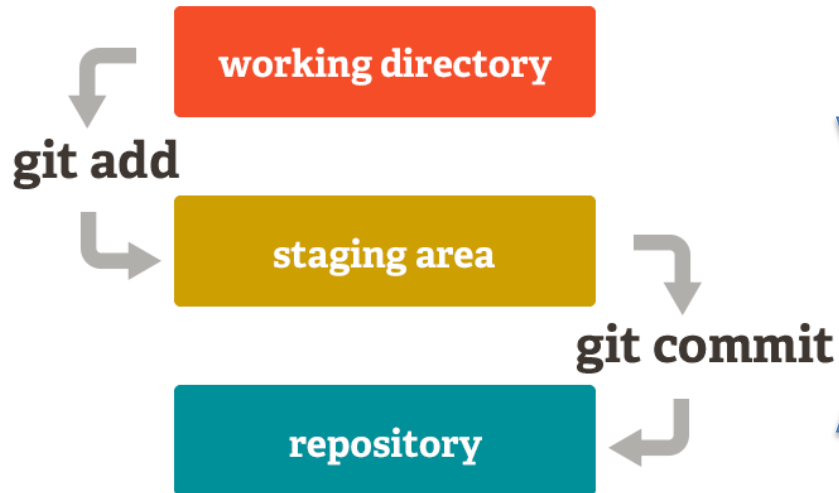 working directory
git add
staging area
git commit
repository